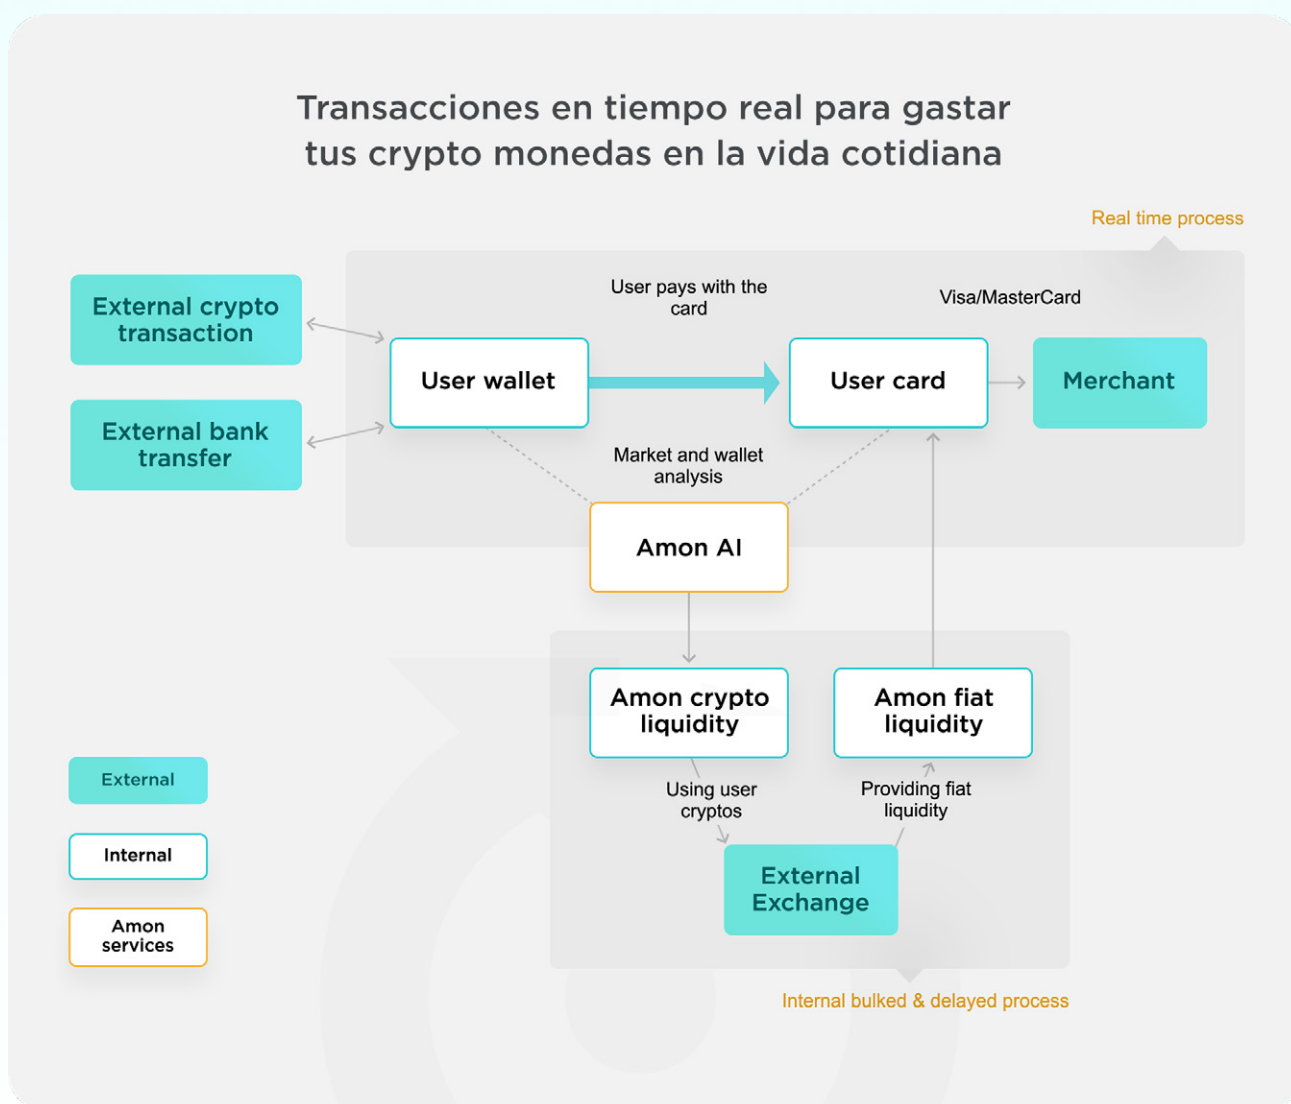 Transacciones en tiempo real para gastar
tus crypto monedas en la vida cotidiana
Real time process
External crypto
transaction
User pays with the
card
Visa/MasterCard
User wallet
User card
Merchant
External bank
transfer
Market and wallet
analysis
Amon AI
Amon crypto
liquidity
Amon fiat
liquidity
Using user
cryptos
Providing fiat
liquidity
External
Exchange
Internal bulked & delayed process
External
Internal
Amon
services